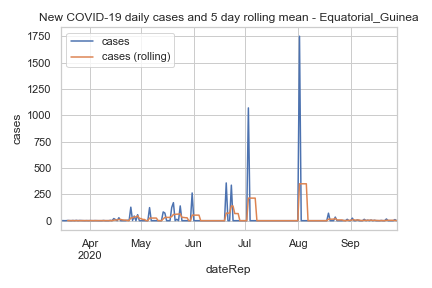 New COVID-19 daily cases and 5 day rolling mean - Equatorial_Guinea
cases
cases (rolling)
cases
1750
1500
1250
1000
750
500
250
0
Apr
2020
May
Jun
Jul
Aug
Sep
dateRep